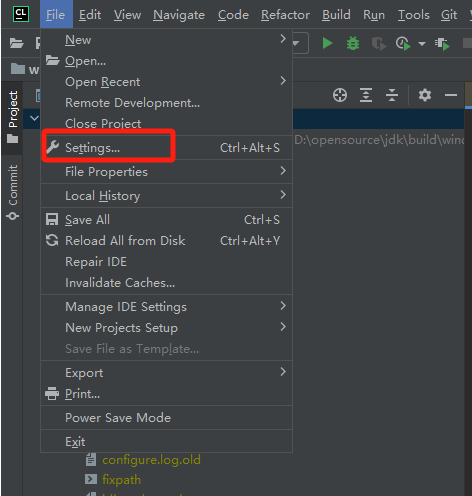 CL File Edit View Navigate Code Refactor Build Run Tools Git
Project
Commit
D:\opensource\jdk\build\wind
New
Open...
Open Recent
Remote Development...
Close Project
Settings... Ctrl+Alt+S
File Properties
Local History
Save All Ctrl+S
Reload All from Disk Ctrl+Alt+Y
Repair IDE
Invalidate Caches...
Manage IDE Settings
New Projects Setup
Save File as Template...
Export
Print...
Power Save Mode
Exit
configure.log.old
fixpath